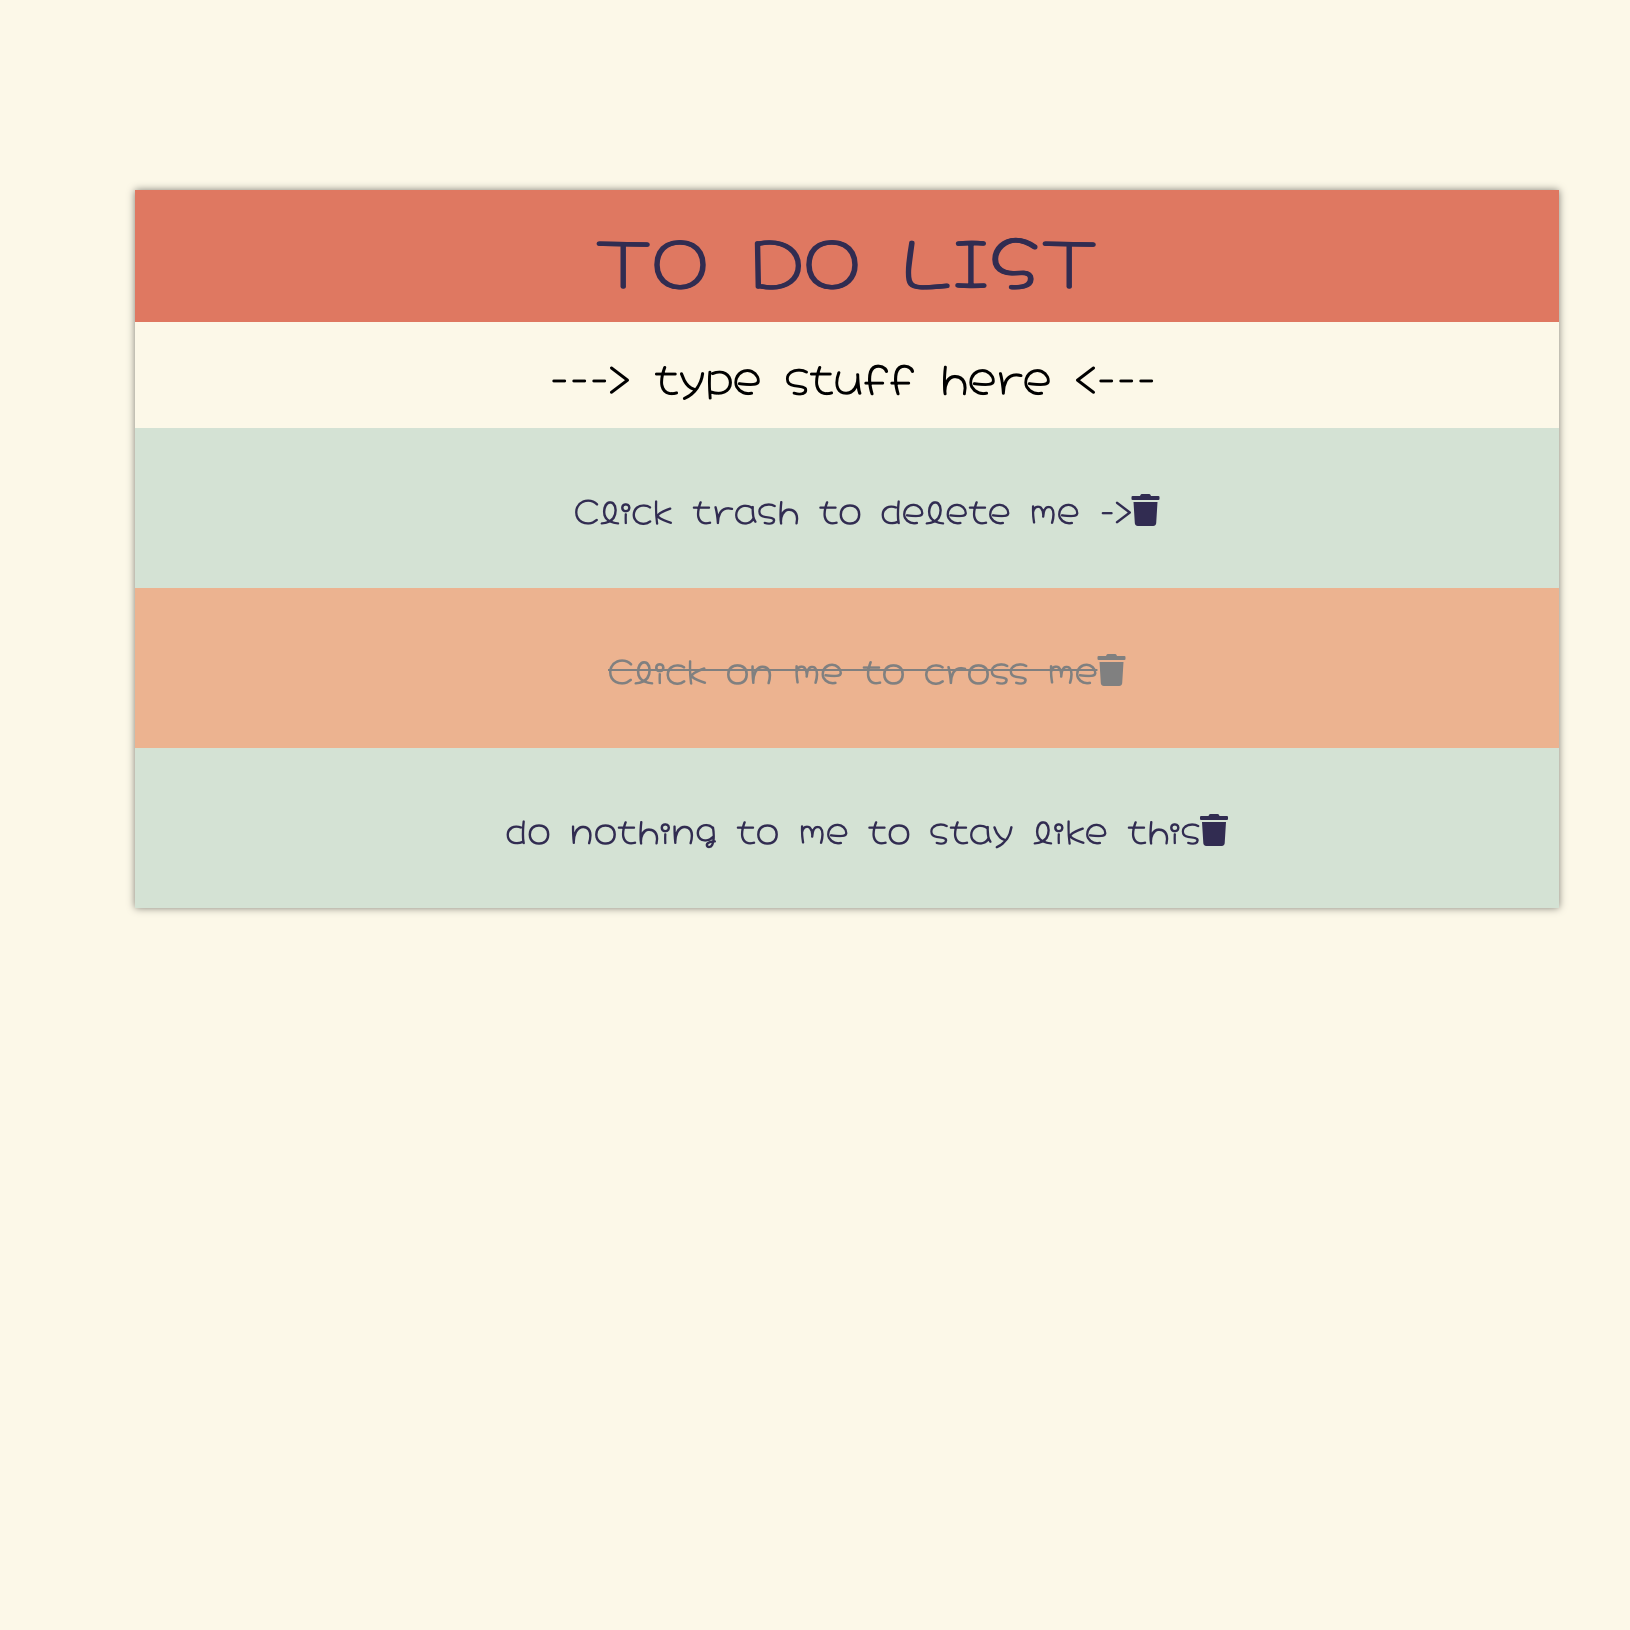 TO DO LIST
---> type stuff here <---
Click trash to delete me ->
Click on me to cross me
do nothing to me to stay like this